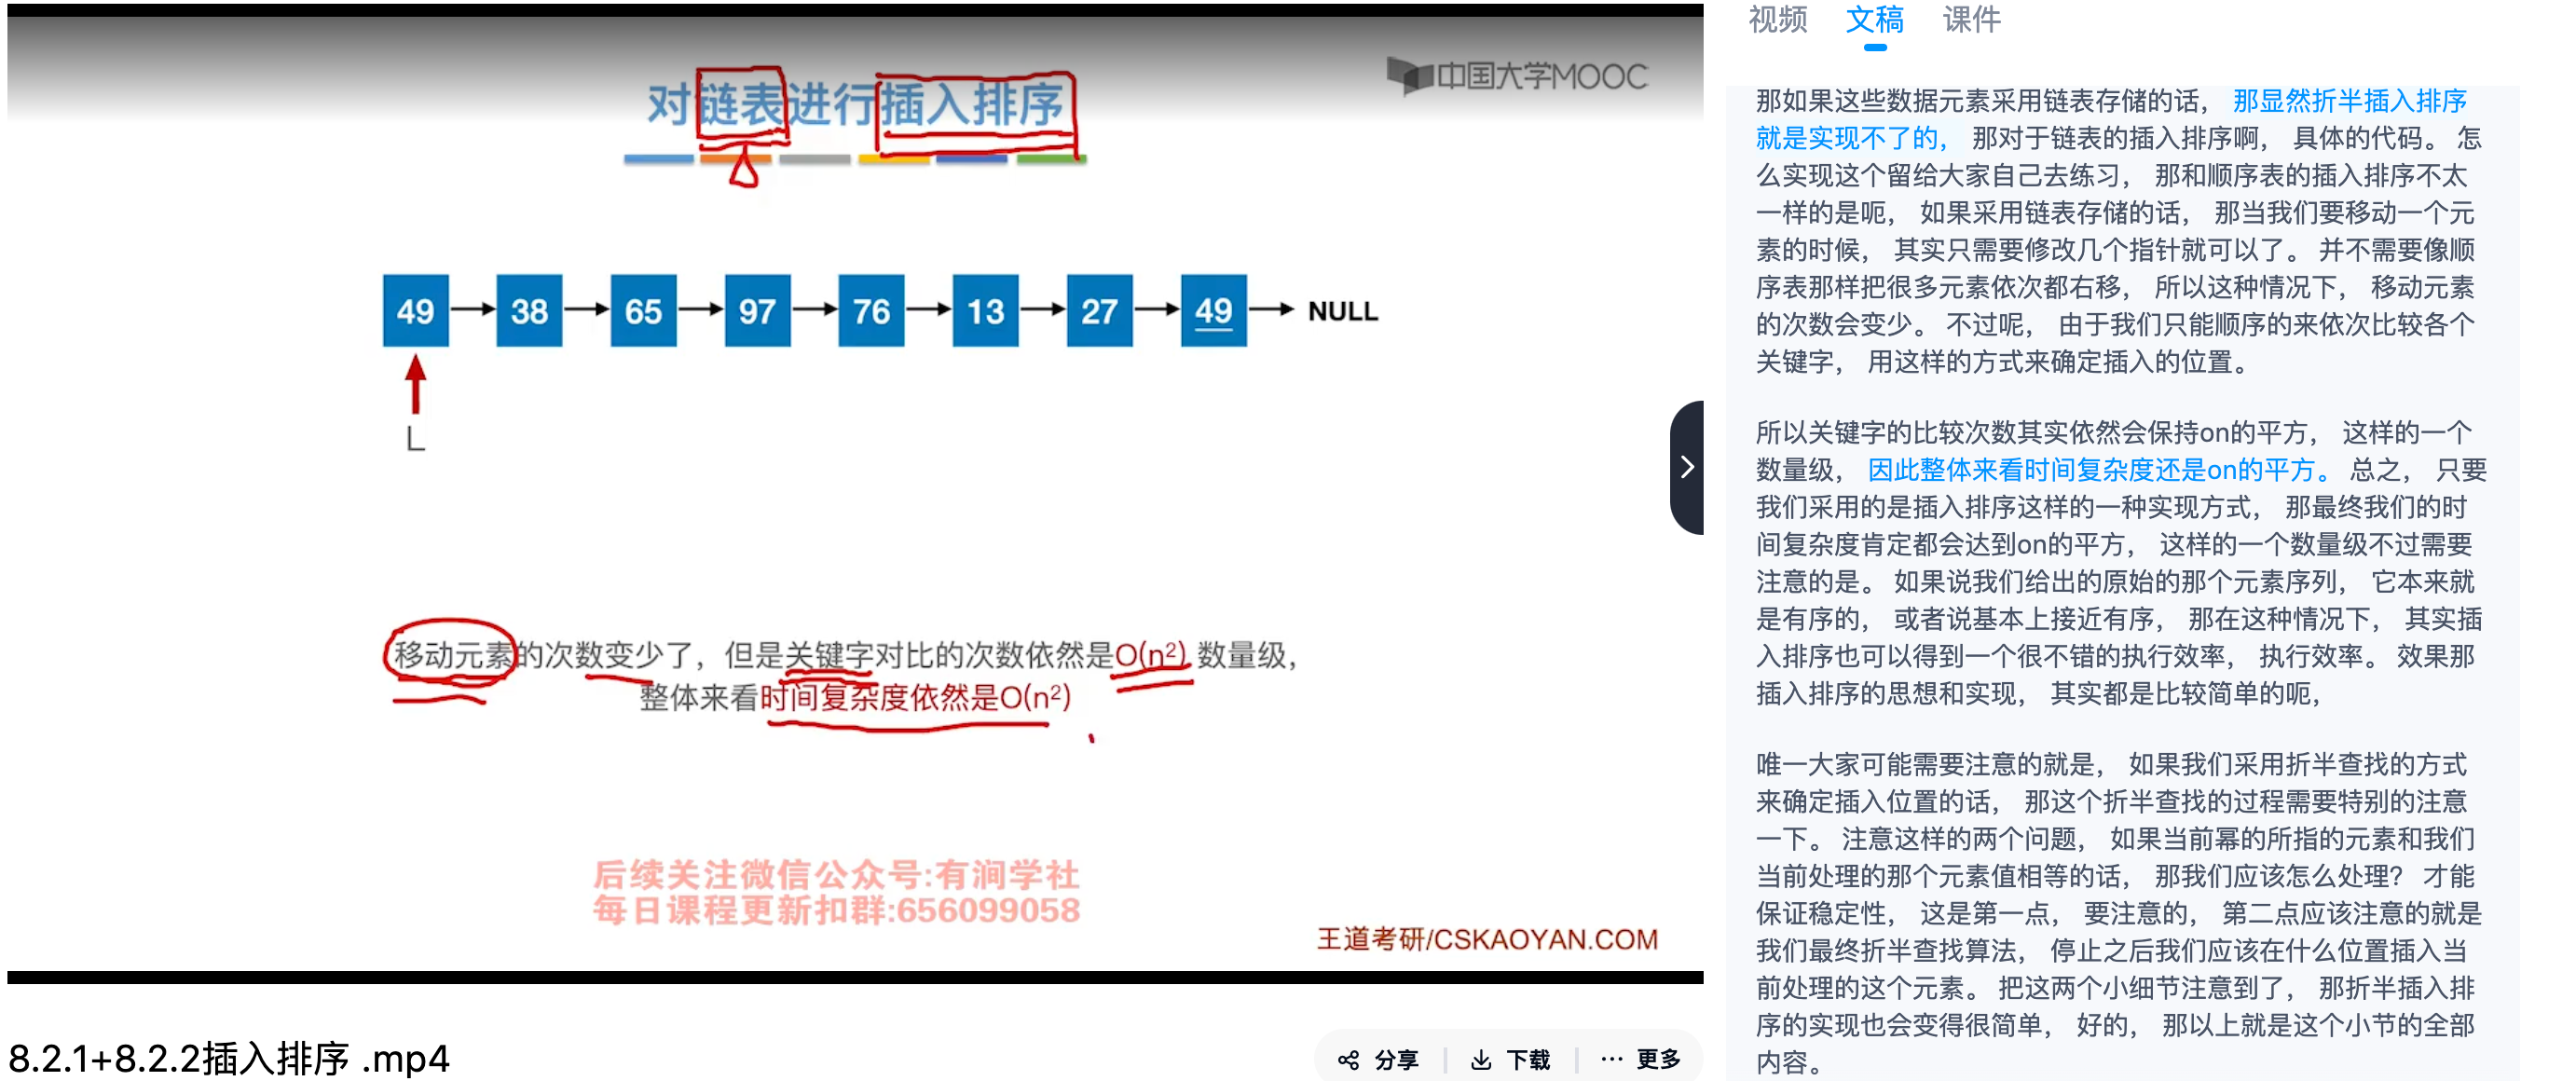 对链表进行插入排序
中国大学MOOC
49 38 65 97 76 13 27 49 NULL
L
移动元素的次数变少了，但是关键字对比的次数依然是O(n²) 数量级，
整体来看时间复杂度依然是O(n²)
后续关注微信公众号:有涧学社
每日课程更新扣群:656099058
王道考研/CSKAOYAN.COM
8.2.1+8.2.2插入排序 .mp4
分享 下载 更多
视频 文稿 课件
那如果这些数据元素采用链表存储的话， 那显然折半插入排序
就是实现不了的， 那对于链表的插入排序啊， 具体的代码。 怎
么实现这个留给大家自己去练习， 那和顺序表的插入排序不太
一样的是呃， 如果采用链表存储的话， 那当我们要移动一个元
素的时候， 其实只需要修改几个指针就可以了。 并不需要像顺
序表那样把很多元素依次都右移， 所以这种情况下， 移动元素
的次数会变少。 不过呢， 由于我们只能顺序的来依次比较各个
关键字， 用这样的方式来确定插入的位置。
所以关键字的比较次数其实依然会保持on的平方， 这样的一个
数量级， 因此整体来看时间复杂度还是on的平方。 总之， 只要
我们采用的是插入排序这样的一种实现方式， 那最终我们的时
间复杂度肯定都会达到on的平方， 这样的一个数量级不过需要
注意的是。 如果说我们给出的原始的那个元素序列， 它本来就
是有序的， 或者说基本上接近有序， 那在这种情况下， 其实插
入排序也可以得到一个很不错的执行效率， 执行效率。 效果那
插入排序的思想和实现， 其实都是比较简单的呃，
唯一大家可能需要注意的就是， 如果我们采用折半查找的方式
来确定插入位置的话， 那这个折半查找的过程需要特别的注意
一下。 注意这样的两个问题， 如果当前幂的所指的元素和我们
当前处理的那个元素值相等的话， 那我们应该怎么处理？ 才能
保证稳定性， 这是第一点， 要注意的， 第二点应该注意的就是
我们最终折半查找算法， 停止之后我们应该在什么位置插入当
前处理的这个元素。 把这两个小细节注意到了， 那折半插入排
序的实现也会变得很简单， 好的， 那以上就是这个小节的全部
内容。